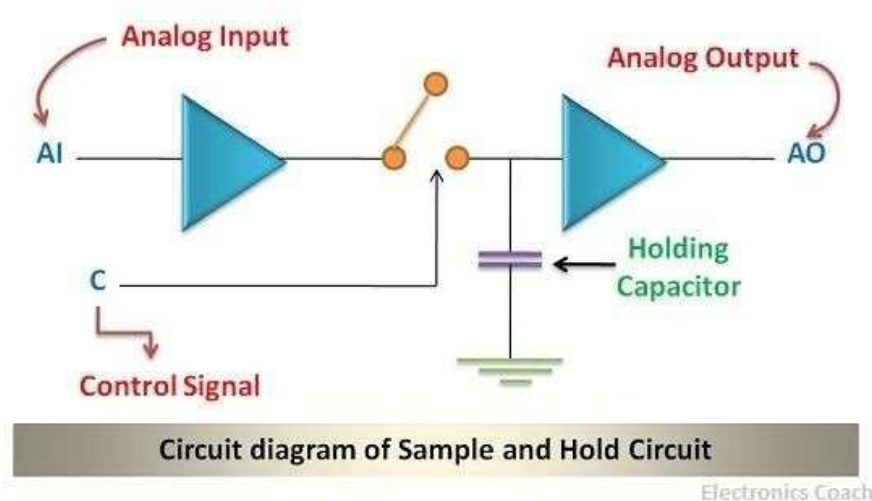 Analog Input
Analog Output
AI
AO
Holding
Capacitor
C
Control Signal
Circuit diagram of Sample and Hold Circuit
Electronics Coach